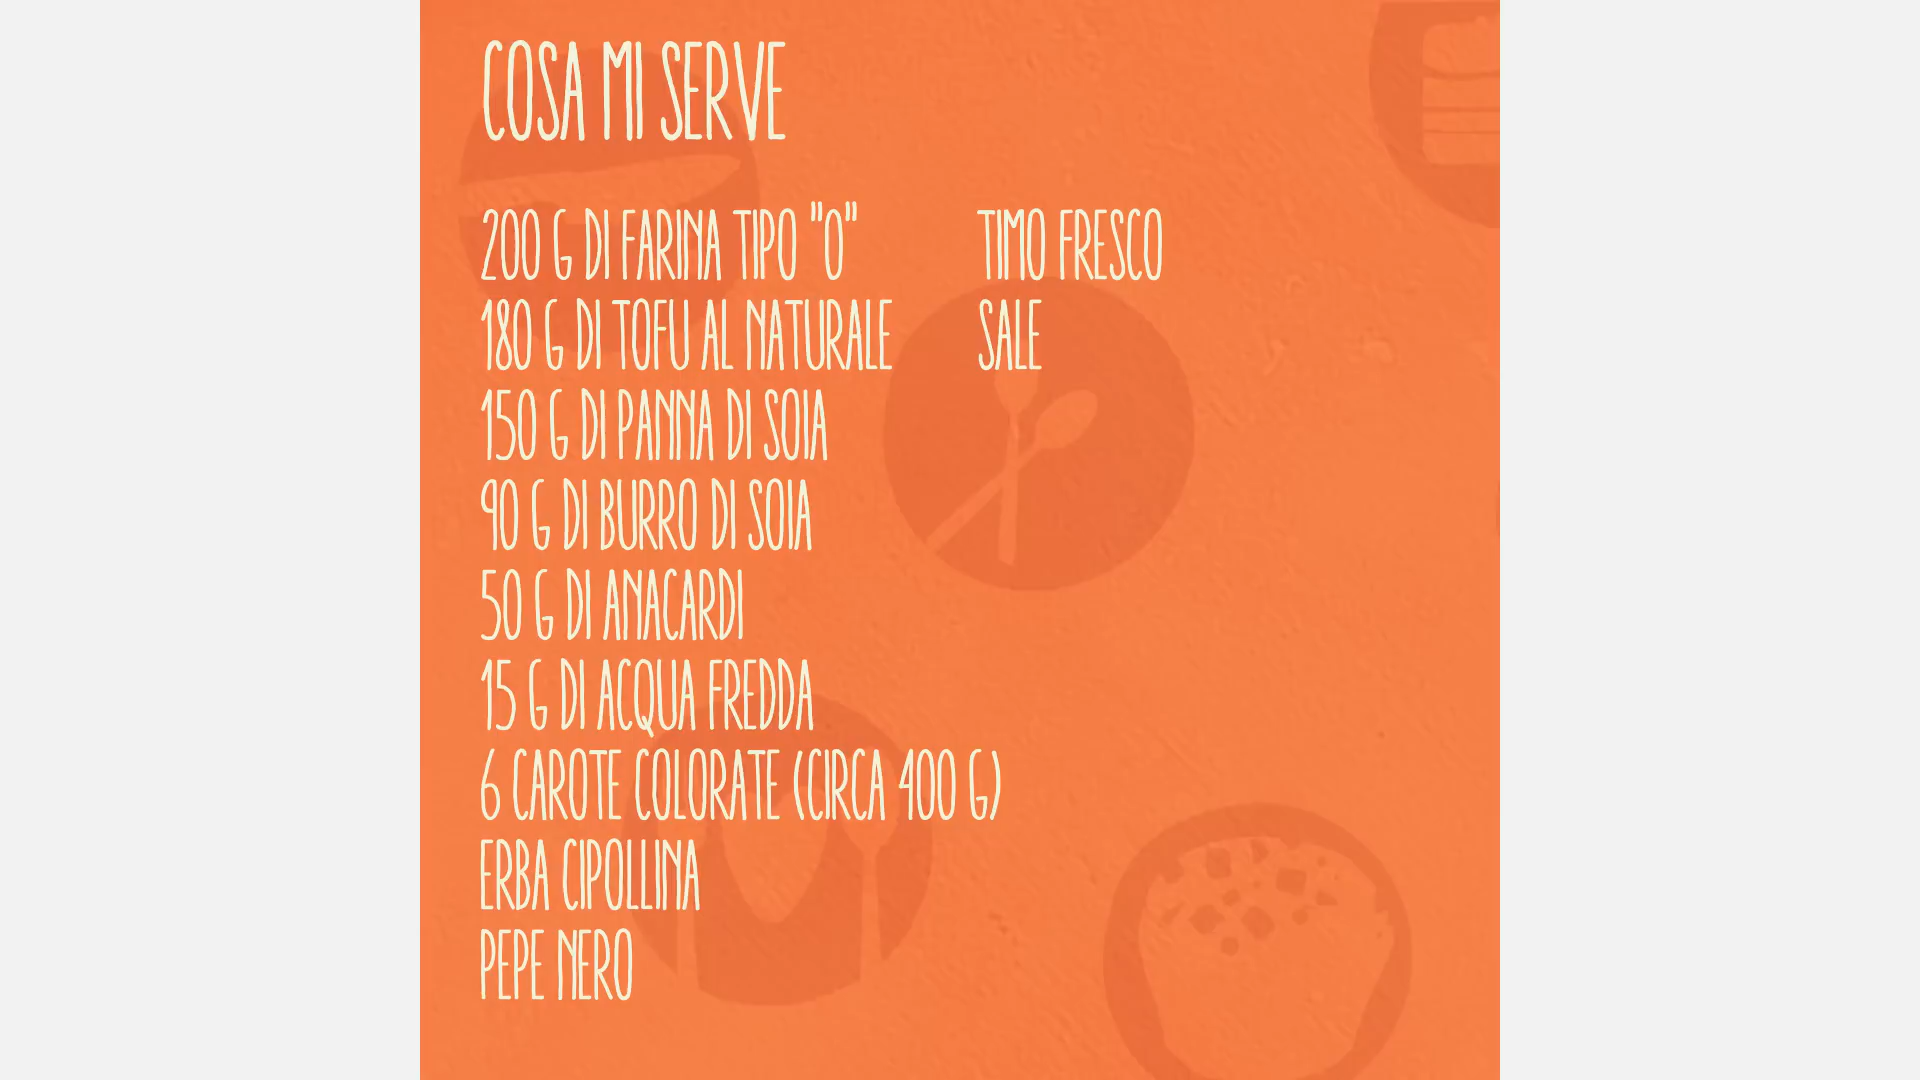 COSA MI SERVE
200 G DI FARINA TIPO "0"
180 G DI TOFU AL NATURALE
150 G DI PANNA DI SOIA
90 G DI BURRO DI SOIA
50 G DI ANACARDI
15 G DI ACQUA FREDDA
6 CAROTE COLORATE (CIRCA 400 G)
ERBA CIPOLLINA
PEPE NERO
TIMO FRESCO
SALE